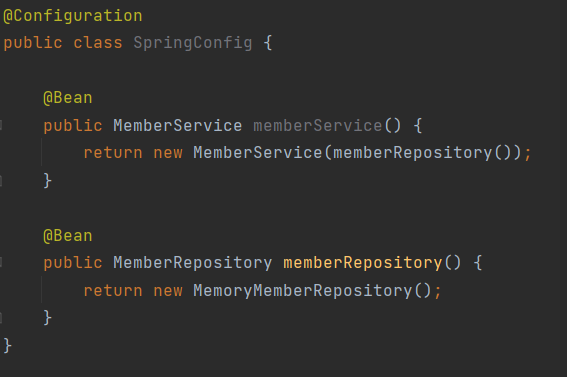 @Configuration
public class SpringConfig {
@Bean
public MemberService memberService() {
return new MemberService(memberRepository());
}
@Bean
public MemberRepository memberRepository() {
return new MemoryMemberRepository();
}
}